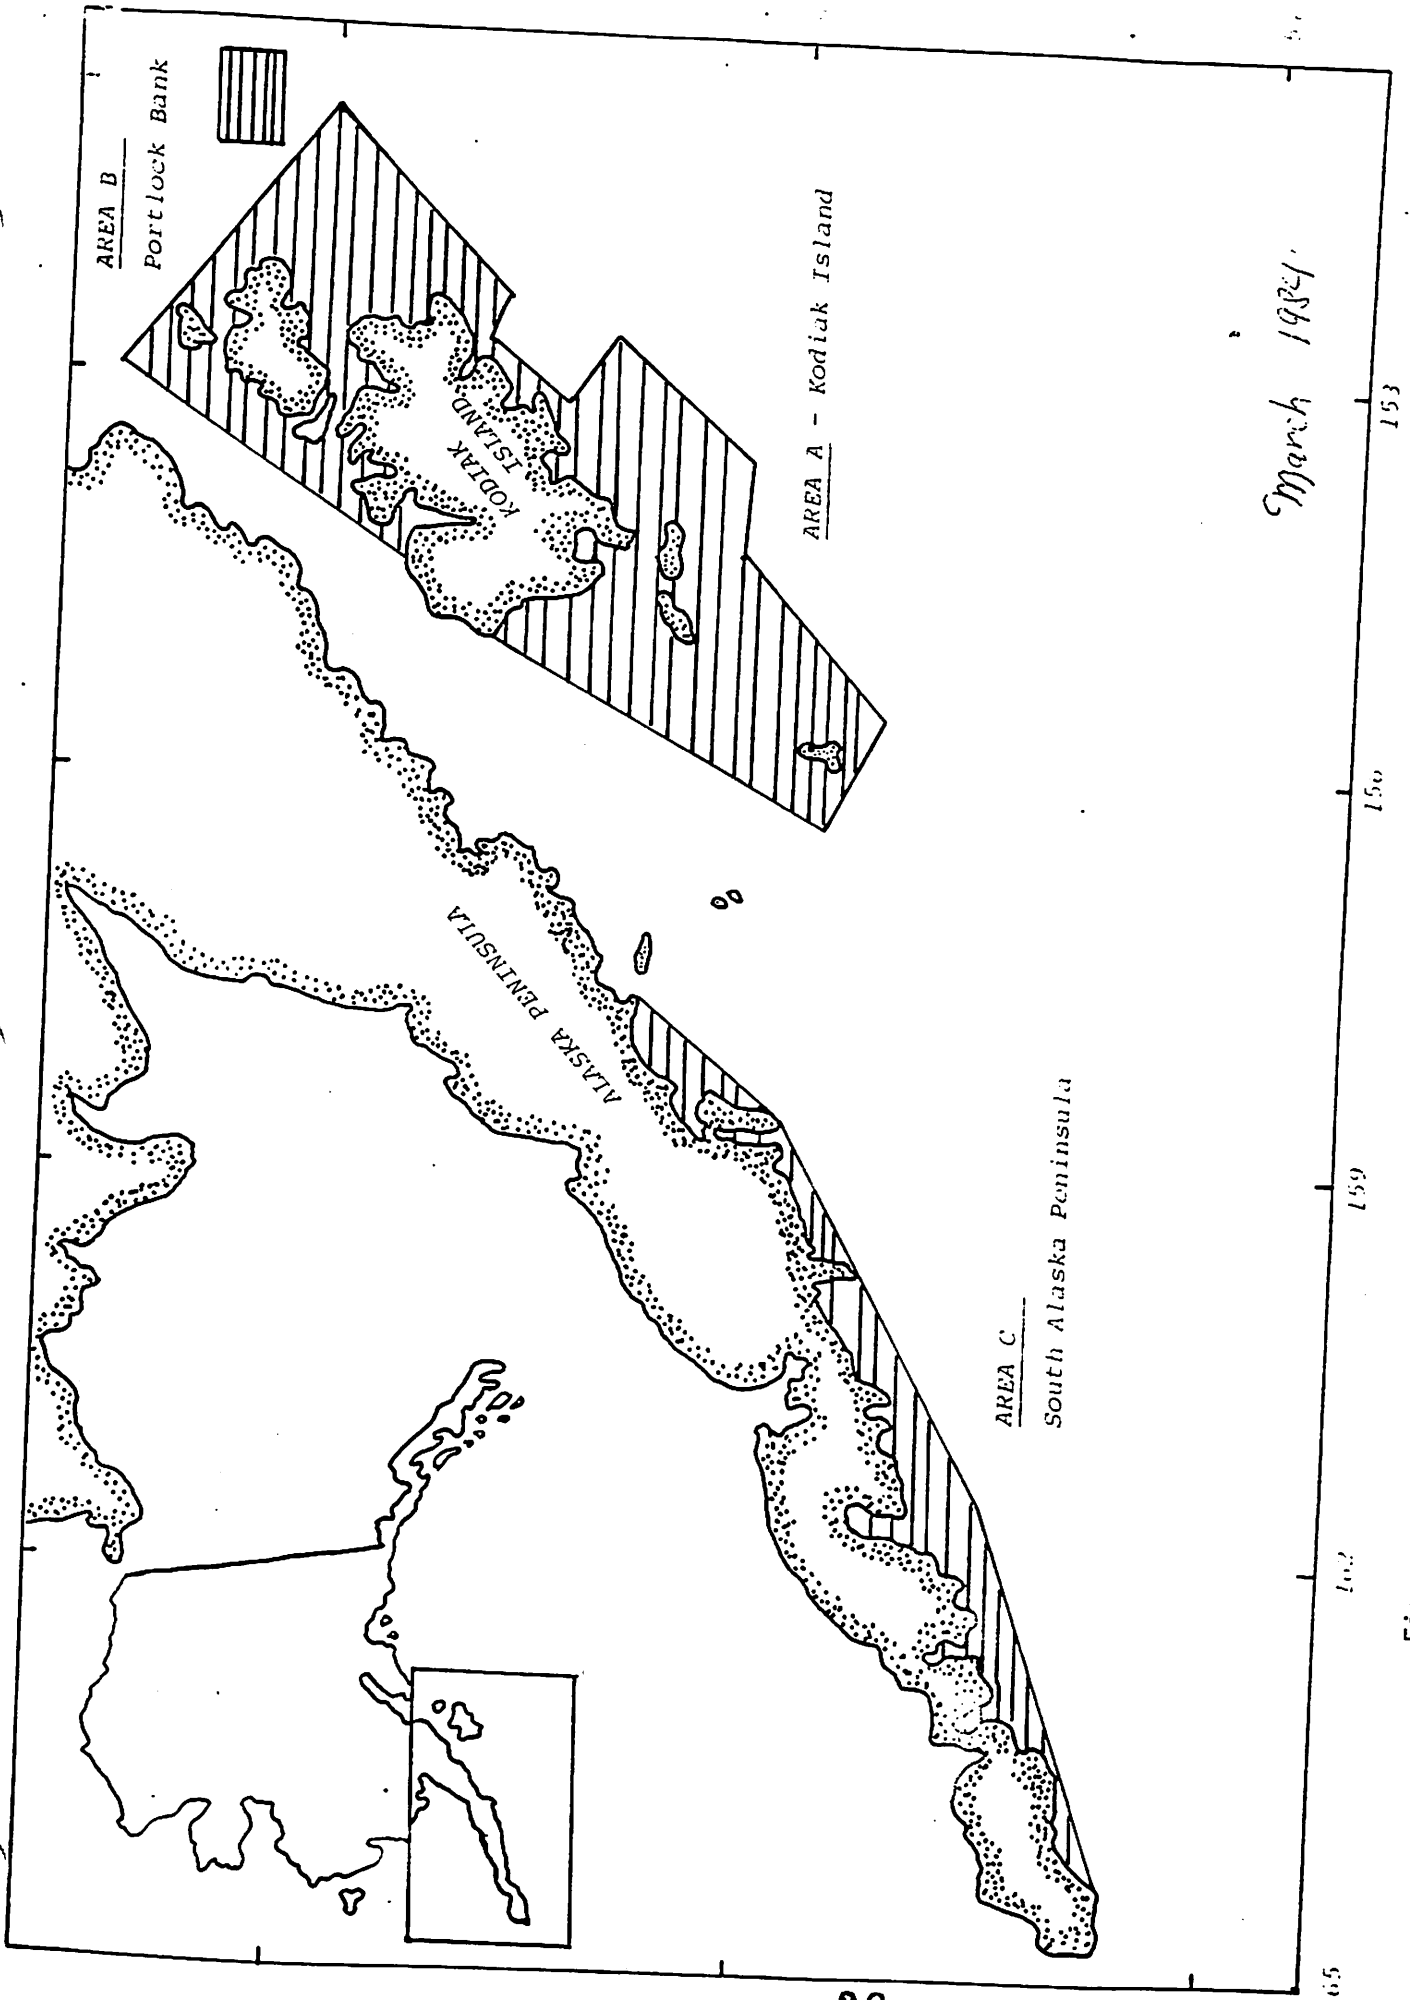 AREA B
Portlock Bank
KODIAK
ISLAND
AREA A - Kodiak Island
ALASKA PENINSULA
AREA C
South Alaska Peninsula
March 1984
153
159
162